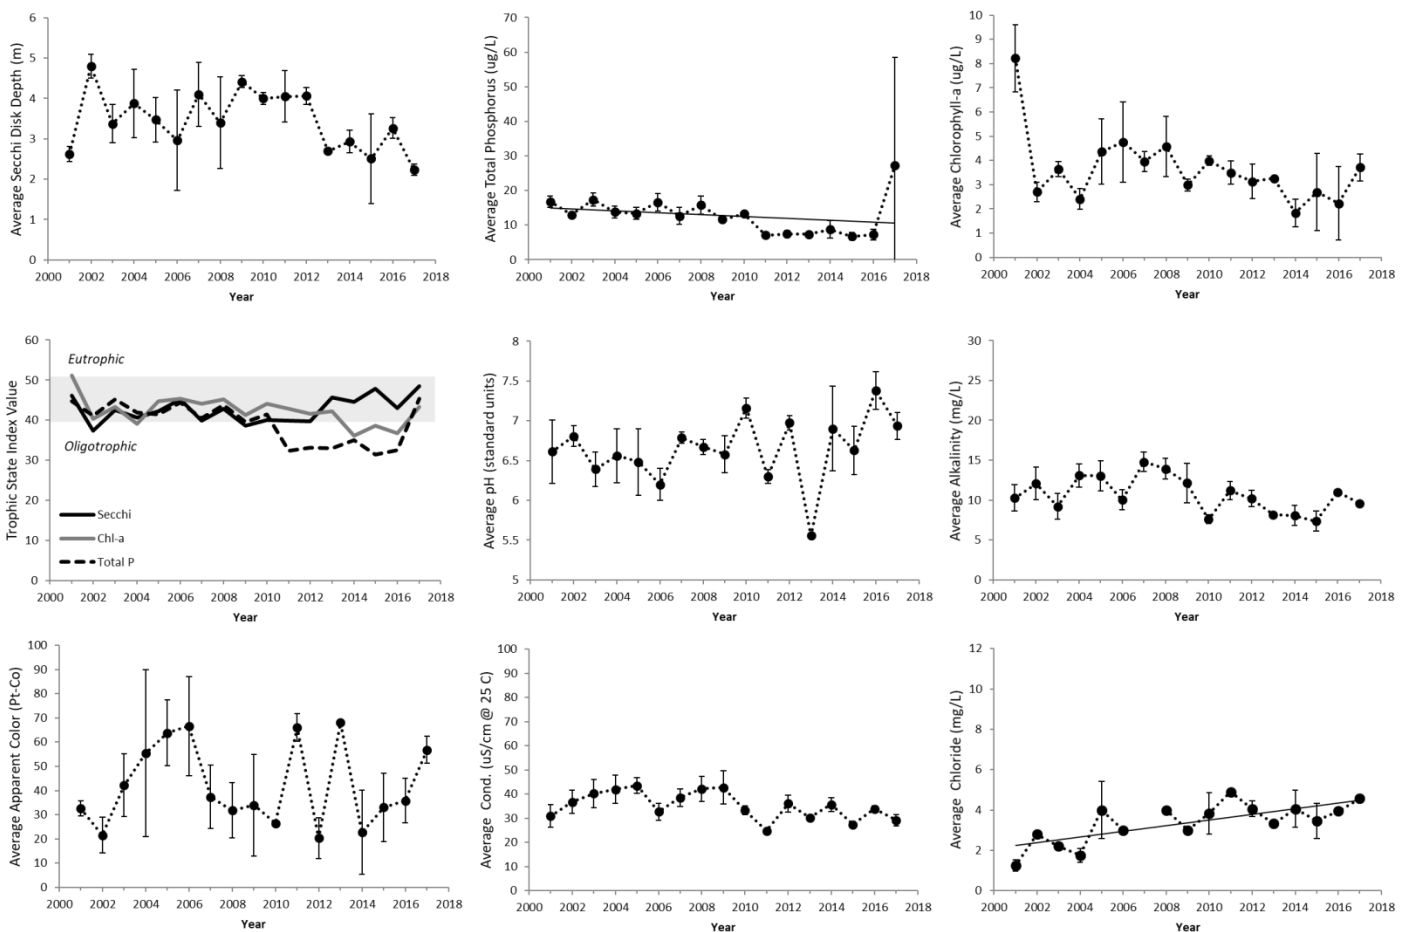 Average Secchi Disk Depth (m)
6
5
4
3
2
1
0
2000 2002 2004 2006 2008 2010 2012 2014 2016 2018
Year
Average Total Phosphorus (ug/L)
70
60
50
40
30
20
10
0
2000 2002 2004 2006 2008 2010 2012 2014 2016 2018
Year
Average Chlorophyll-a (ug/L)
10
9
8
7
6
5
4
3
2
1
0
2000 2002 2004 2006 2008 2010 2012 2014 2016 2018
Year
Trophic State Index Value
60
50
40
30
20
10
0
Eutrophic
Oligotrophic
Secchi
Chl-a
Total P
2000 2002 2004 2006 2008 2010 2012 2014 2016 2018
Year
Average pH (standard units)
8
7.5
7
6.5
6
5.5
5
2000 2002 2004 2006 2008 2010 2012 2014 2016 2018
Year
Average Alkalinity (mg/L)
30
25
20
15
10
5
0
2000 2002 2004 2006 2008 2010 2012 2014 2016 2018
Year
Average Apparent Color (Pt-Co)
100
90
80
70
60
50
40
30
20
10
0
2000 2002 2004 2006 2008 2010 2012 2014 2016 2018
Year
Average Cond. (uS/cm @ 25 C)
100
90
80
70
60
50
40
30
20
10
0
2000 2002 2004 2006 2008 2010 2012 2014 2016 2018
Year
Average Chloride (mg/L)
12
10
8
6
4
2
0
2000 2002 2004 2006 2008 2010 2012 2014 2016 2018
Year